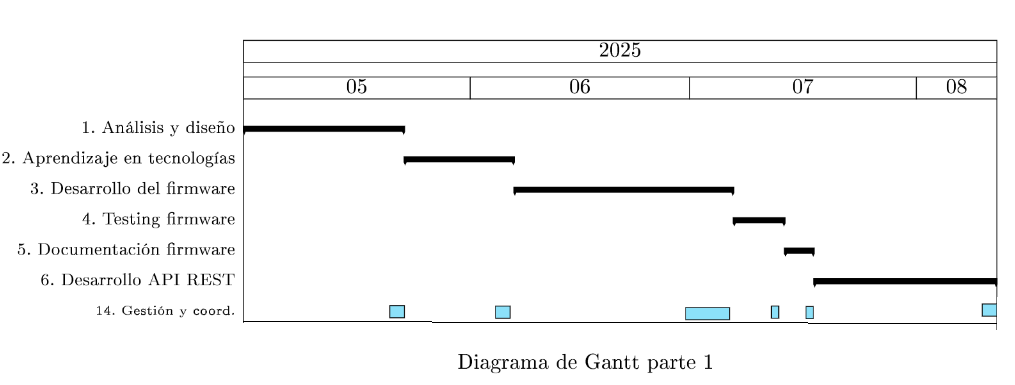 2025
05 06 07 08
1. Análisis y diseño
2. Aprendizaje en tecnologías
3. Desarrollo del firmware
4. Testing firmware
5. Documentación firmware
6. Desarrollo API REST
14. Gestión y coord.
Diagrama de Gantt parte 1